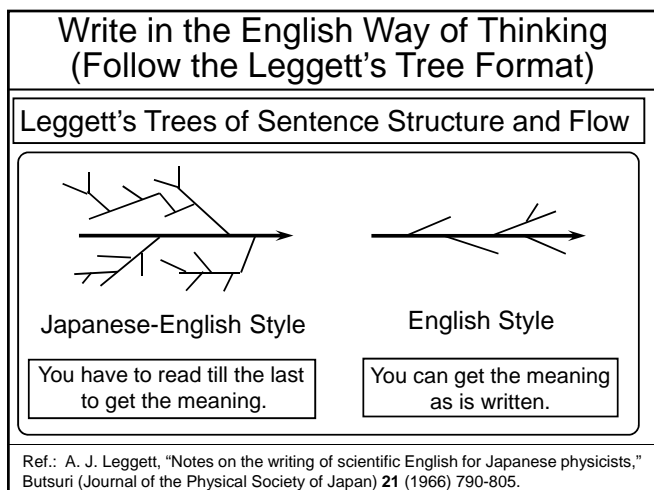 Write in the English Way of Thinking
(Follow the Leggett's Tree Format)
Leggett's Trees of Sentence Structure and Flow
Japanese-English Style
English Style
You have to read till the last
to get the meaning.
You can get the meaning
as is written.
Ref.: A. J. Leggett, “Notes on the writing of scientific English for Japanese physicists,”
Butsuri (Journal of the Physical Society of Japan) 21 (1966) 790-805.